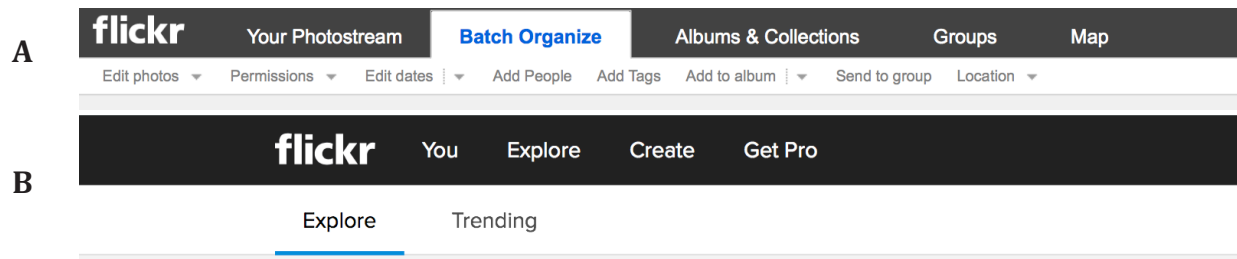 A
flickr Your Photostream Batch Organize Albums & Collections Groups Map
Edit photos Permissions Edit dates Add People Add Tags Add to album Send to group Location
B
flickr You Explore Create Get Pro
Explore Trending